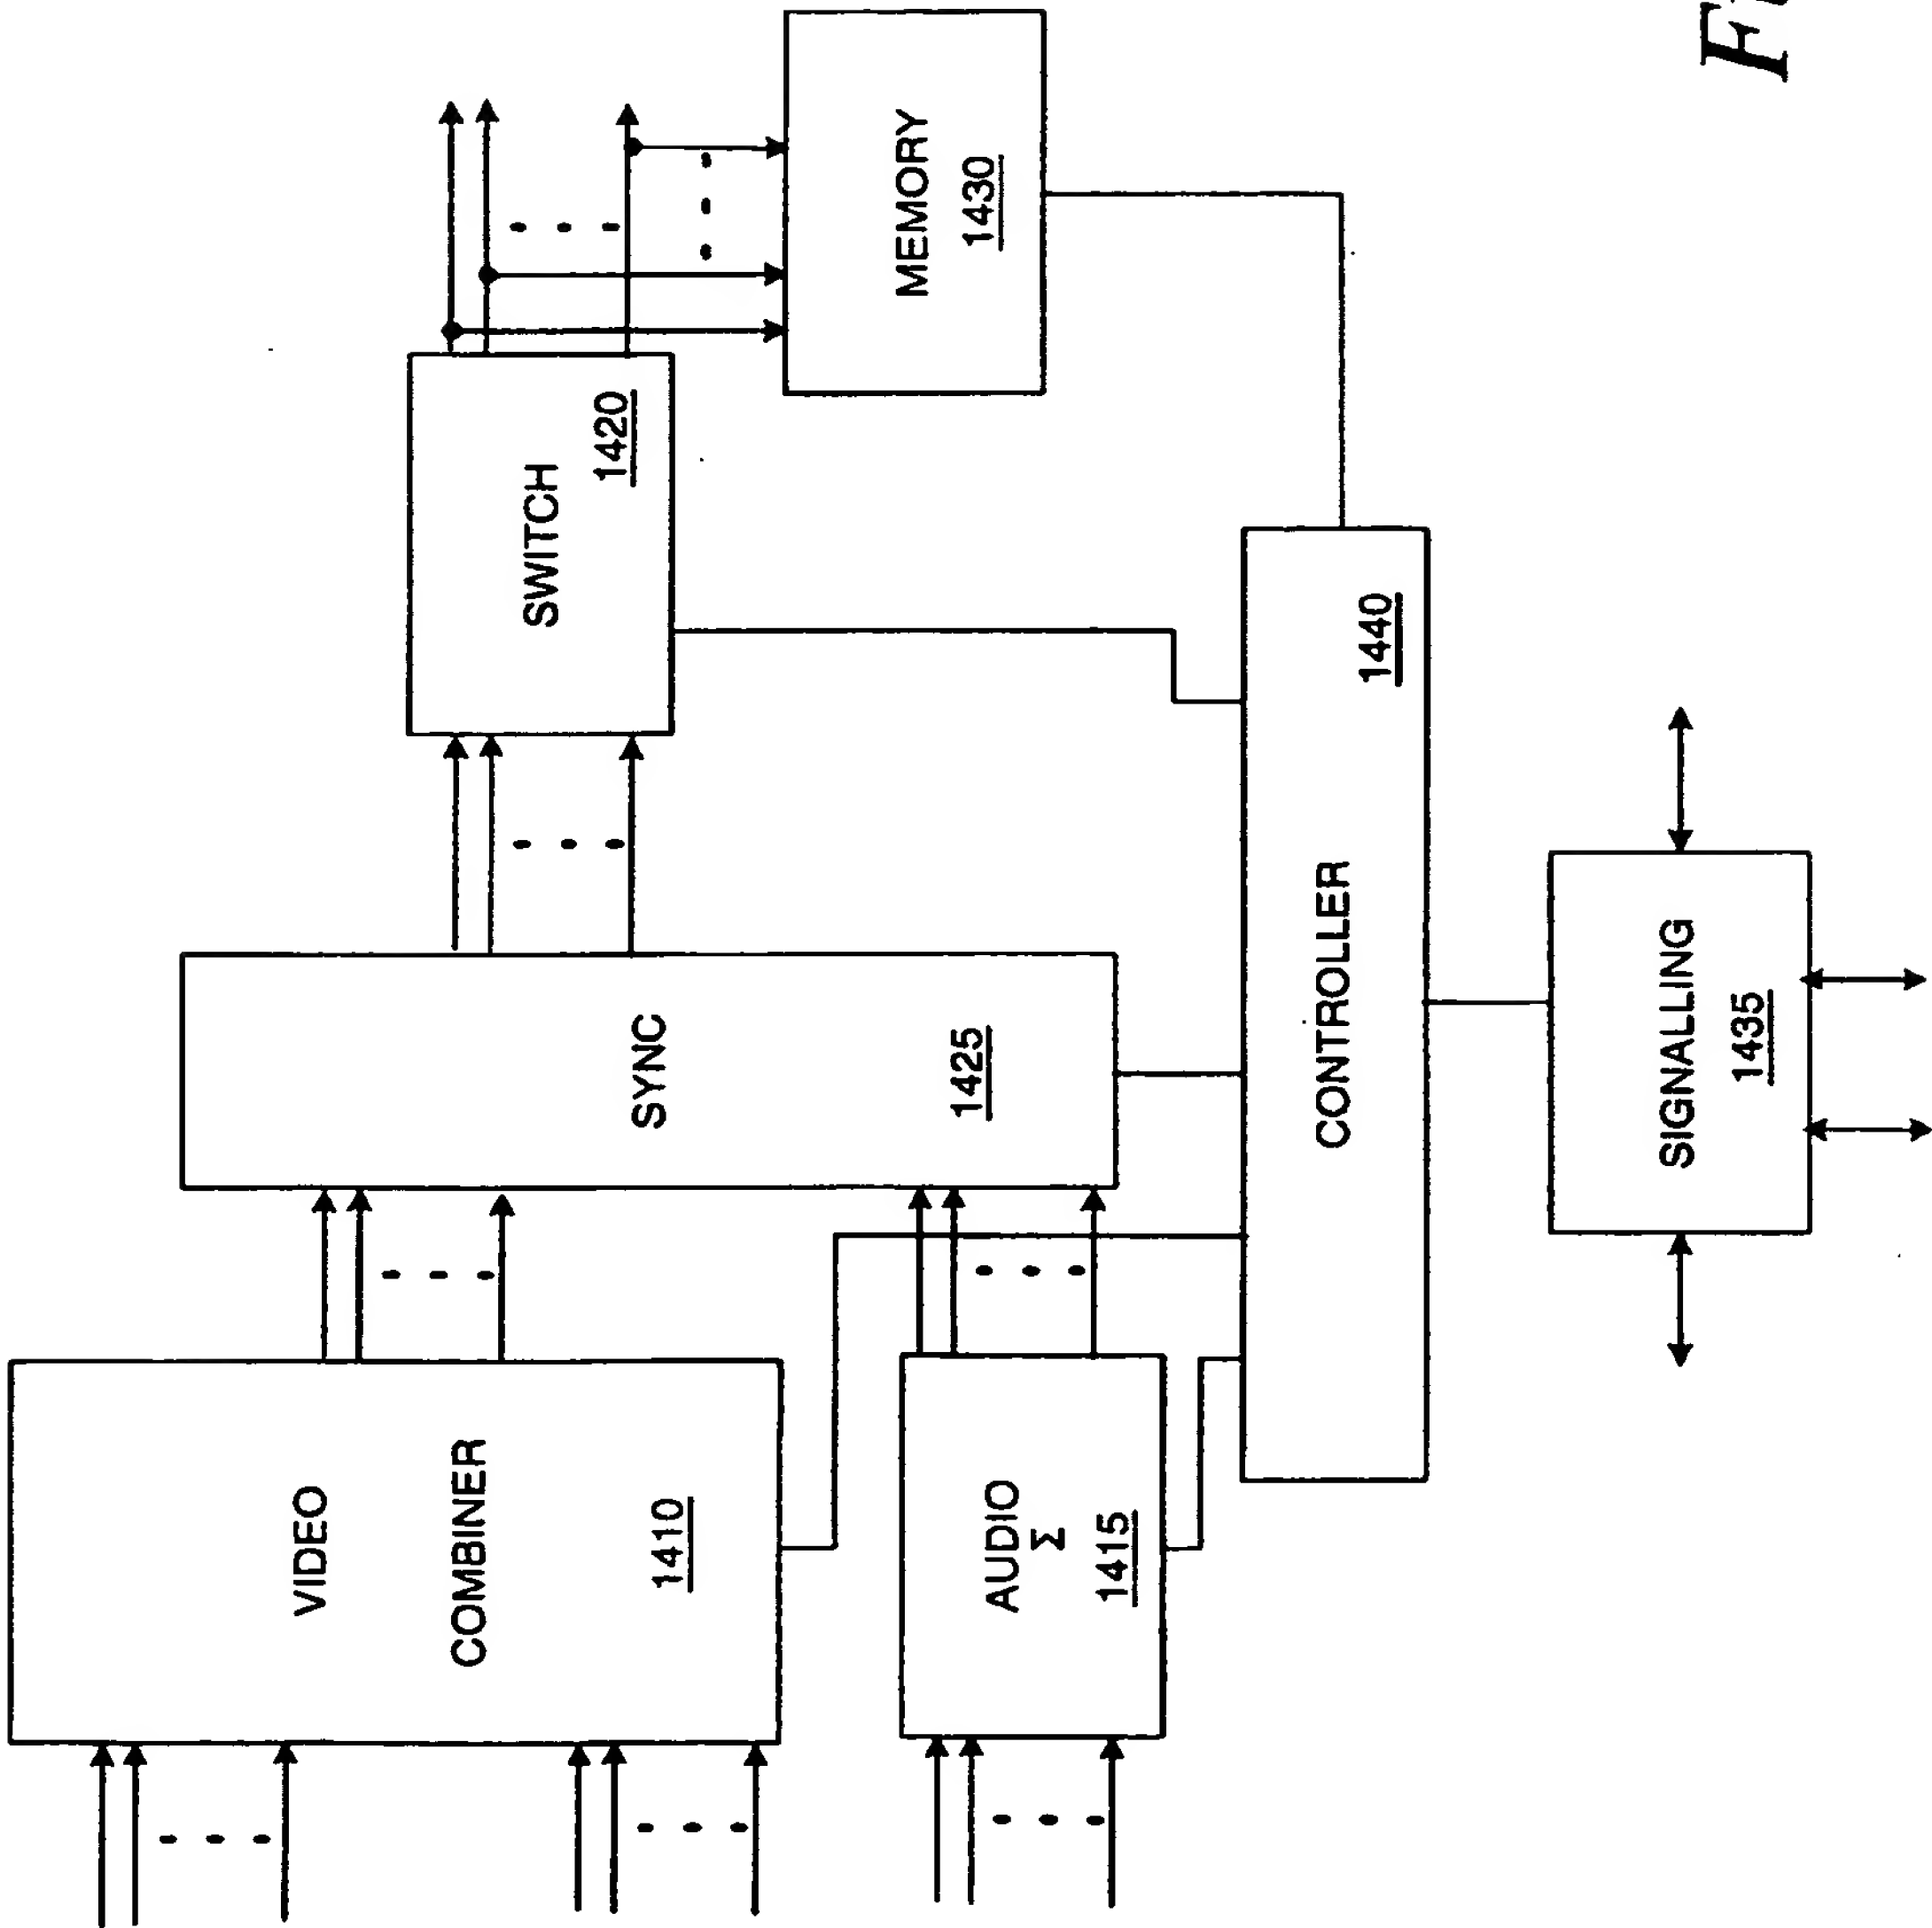 VIDEO
COMBINER
1410
AUDIO
Σ
1415
SYNC
1425
SWITCH
1420
MEMORY
1430
CONTROLLER
1440
SIGNALLING
1435